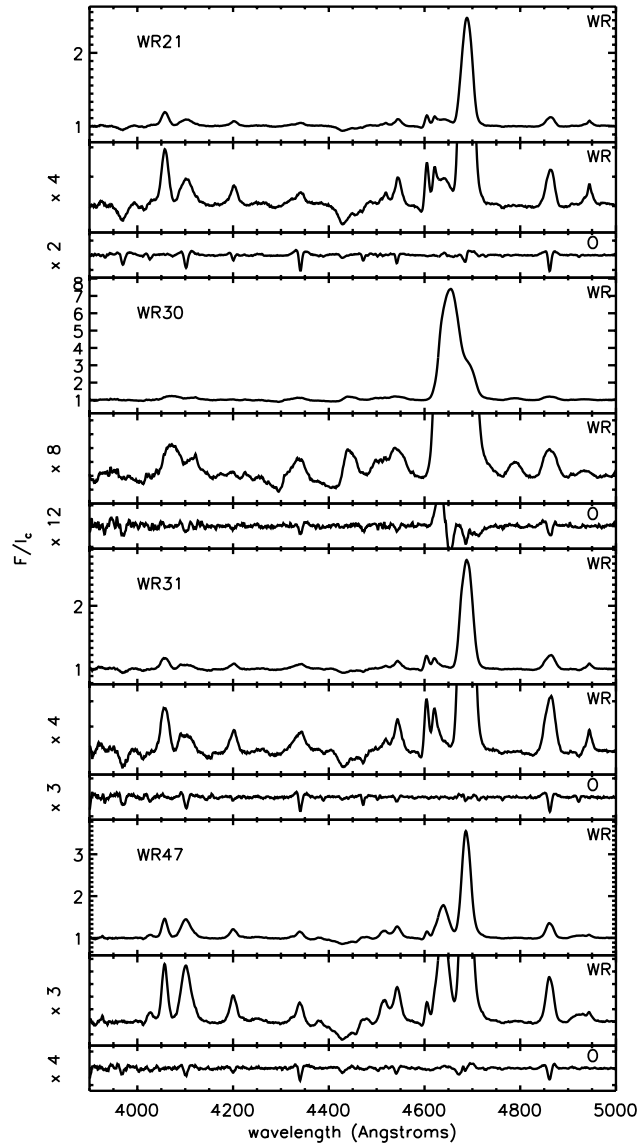 WR
WR21
2
1
WR
x 4
O
x 2
WR
WR30
8
7
6
5
4
3
2
1
WR
x 8
O
x 12
F/Ic
WR
WR31
2
1
WR
x 4
O
x 3
WR
WR47
3
2
1
WR
x 3
O
x 4
4000 4200 4400 4600 4800 5000
wavelength (Angstroms)